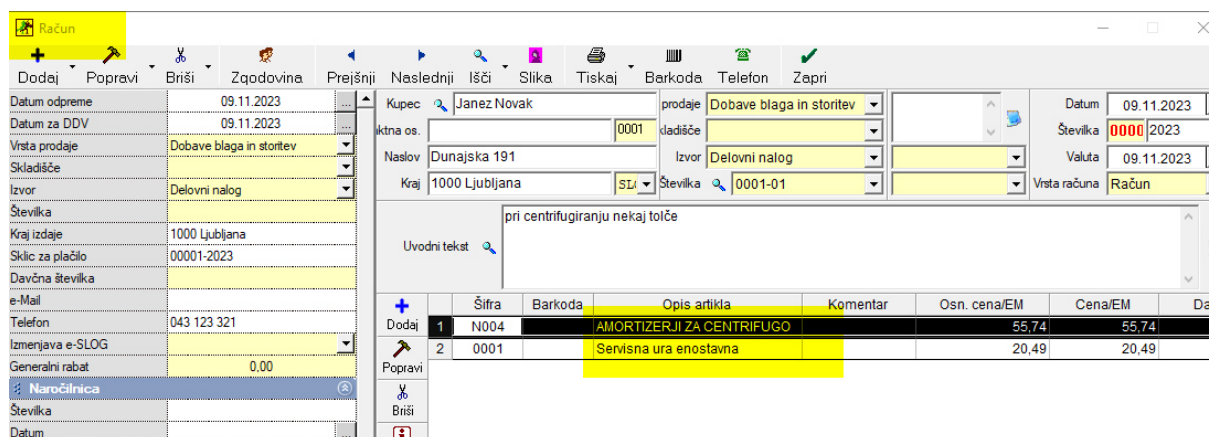 Račun
Dodaj Popravi Briši Zgodovina Prejšnji Naslednji Išči Slika Tiskaj Barkoda Telefon Zapri
Datum odpreme 09.11.2023 ...
Datum za DDV 09.11.2023 ...
Vrsta prodaje Dobave blaga in storitev
Skladišče
Izvor Delovni nalog
Številka
Kraj izdaje 1000 Ljubljana
Sklic za plačilo 00001-2023
Davčna številka
e-Mail
Telefon 043 123 321
Izmenjava e-SLOG
Generalni rabat 0,00
Naročilnica
Številka
Datum ...
Kupec Janez Novak prodaje Dobave blaga in storitev Datum 09.11.2023
ktna os. 0001 kladišče Številka 0000 2023
Naslov Dunajska 191 Izvor Delovni nalog Valuta 09.11.2023
Kraj 1000 Ljubljana Številka 0001-01 Vrsta računa Račun
Uvodni tekst pri centrifugiranju nekaj tolče
Šifra Barkoda Opis artikla Komentar Osn. cena/EM Cena/EM Da
Dodaj 1 N004 AMORTIZERJI ZA CENTRIFUGO 55,74 55,74
2 0001 Servisna ura enostavna 20,49 20,49
Popravi
Briši